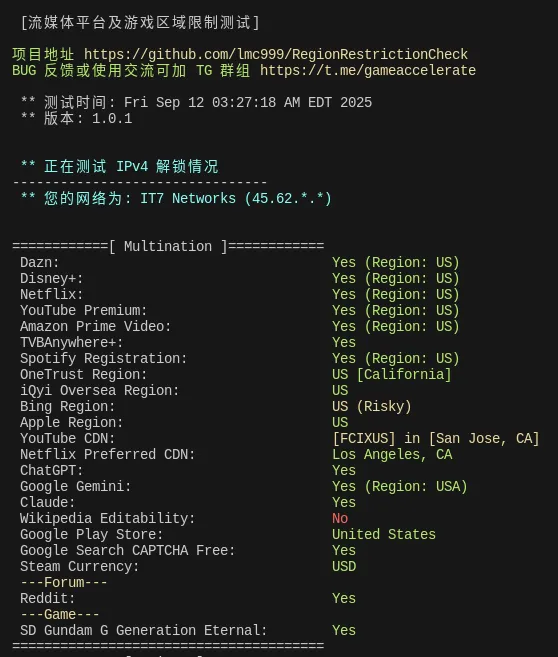 [流媒体平台及游戏区域限制测试]
项目地址 https://github.com/lmc999/RegionRestrictionCheck
BUG 反馈或使用交流可加 TG 群组 https://t.me/gameaccelerate
** 测试时间: Fri Sep 12 03:27:18 AM EDT 2025
** 版本: 1.0.1
** 正在测试 IPv4 解锁情况
--------------------------------
** 您的网络为: IT7 Networks (45.62.*.*)
============[ Multination ]============
Dazn: Yes (Region: US)
Disney+: Yes (Region: US)
Netflix: Yes (Region: US)
YouTube Premium: Yes (Region: US)
Amazon Prime Video: Yes (Region: US)
TVBAnywhere+: Yes
Spotify Registration: Yes (Region: US)
OneTrust Region: US [California]
iQyi Oversea Region: US
Bing Region: US (Risky)
Apple Region: US
YouTube CDN: [FCIXUS] in [San Jose, CA]
Netflix Preferred CDN: Los Angeles, CA
ChatGPT: Yes
Google Gemini: Yes (Region: USA)
Claude: Yes
Wikipedia Editability: No
Google Play Store: United States
Google Search CAPTCHA Free: Yes
Steam Currency: USD
---Forum---
Reddit: Yes
---Game---
SD Gundam G Generation Eternal: Yes
=======================================